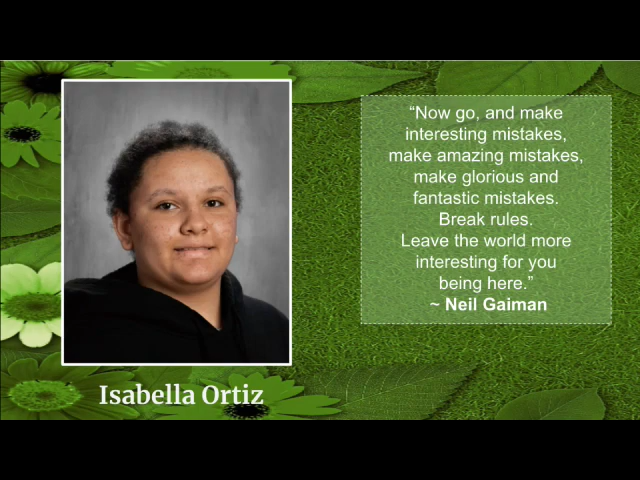 “Now go, and make
interesting mistakes,
make amazing mistakes,
make glorious and
fantastic mistakes.
Break rules.
Leave the world more
interesting for you
being here.”
~ Neil Gaiman
Isabella Ortiz